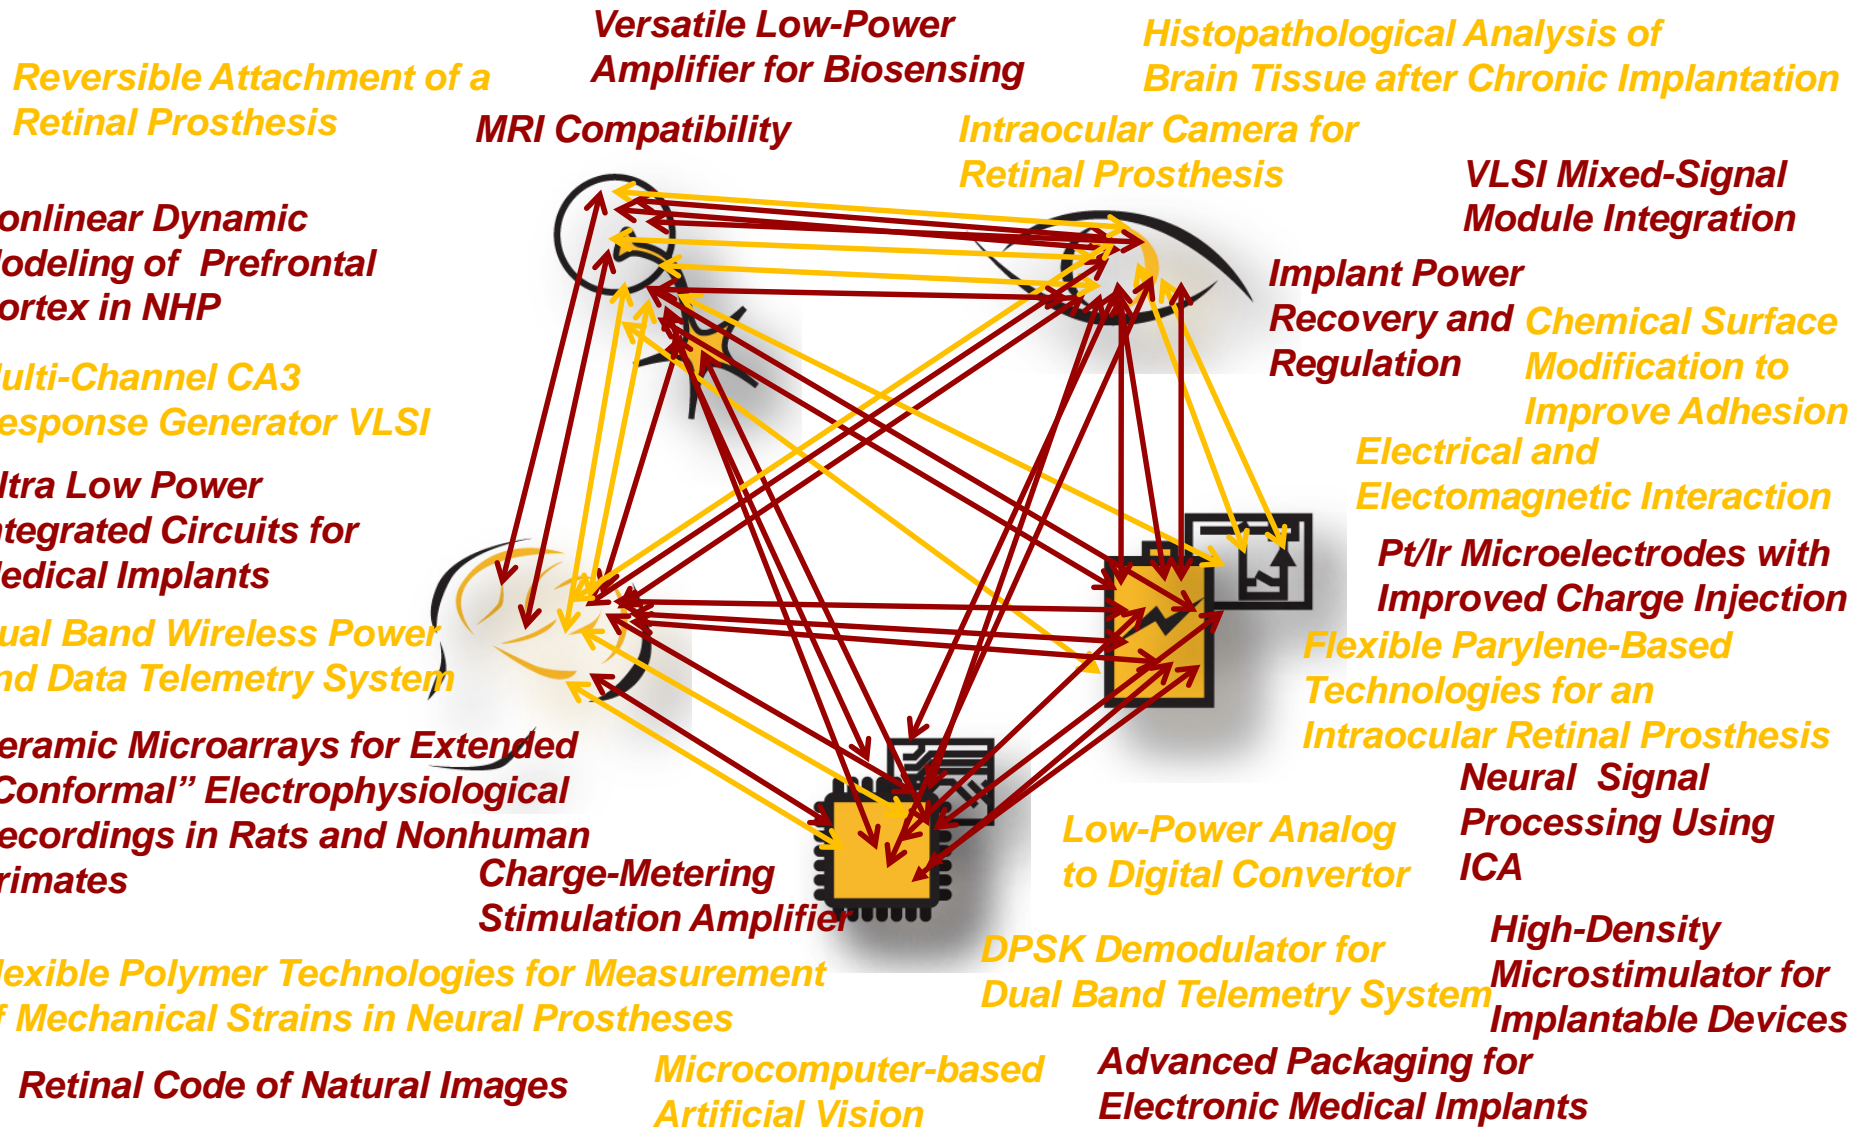 Versatile Low-Power
Amplifier for Biosensing
Histopathological Analysis of
Brain Tissue after Chronic Implantation
Reversible Attachment of a
Retinal Prosthesis
MRI Compatibility
Intraocular Camera for
Retinal Prosthesis
VLSI Mixed-Signal
Module Integration
onlinear Dynamic
odeling of Prefrontal
ortex in NHP
Implant Power
Recovery and
Regulation
Chemical Surface
Modification to
Improve Adhesion
ulti-Channel CA3
esponse Generator VLSI
Electrical and
Electomagnetic Interaction
ltra Low Power
ntegrated Circuits for
edical Implants
Pt/Ir Microelectrodes with
Improved Charge Injection
ual Band Wireless Power
nd Data Telemetry System
Flexible Parylene-Based
Technologies for an
Intraocular Retinal Prosthesis
eramic Microarrays for Extended
Conformal” Electrophysiological
ecordings in Rats and Nonhuman
rimates
Neural Signal
Processing Using
ICA
Charge-Metering
Stimulation Amplifier
Low-Power Analog
to Digital Convertor
High-Density
Microstimulator for
Implantable Devices
DPSK Demodulator for
Dual Band Telemetry System
lexible Polymer Technologies for Measurement
f Mechanical Strains in Neural Prostheses
Retinal Code of Natural Images
Microcomputer-based
Artificial Vision
Advanced Packaging for
Electronic Medical Implants